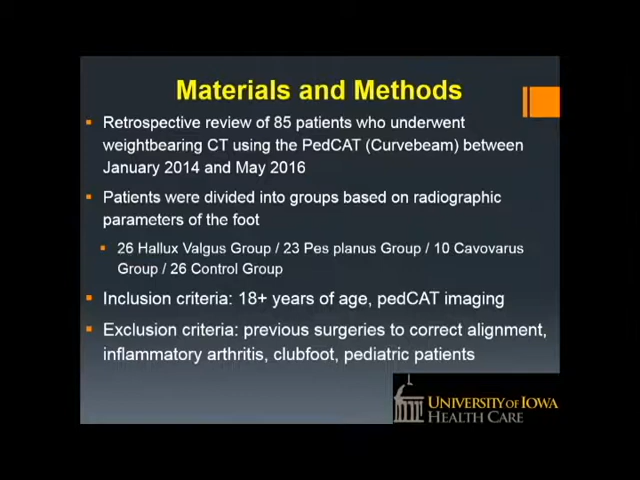 Materials and Methods
Retrospective review of 85 patients who underwent
weightbearing CT using the PedCAT (Curvebeam) between
January 2014 and May 2016
Patients were divided into groups based on radiographic
parameters of the foot
26 Hallux Valgus Group / 23 Pes planus Group / 10 Cavovarus
Group / 26 Control Group
Inclusion criteria: 18+ years of age, pedCAT imaging
Exclusion criteria: previous surgeries to correct alignment,
inflammatory arthritis, clubfoot, pediatric patients
UNIVERSITY OF IOWA
HEALTH CARE